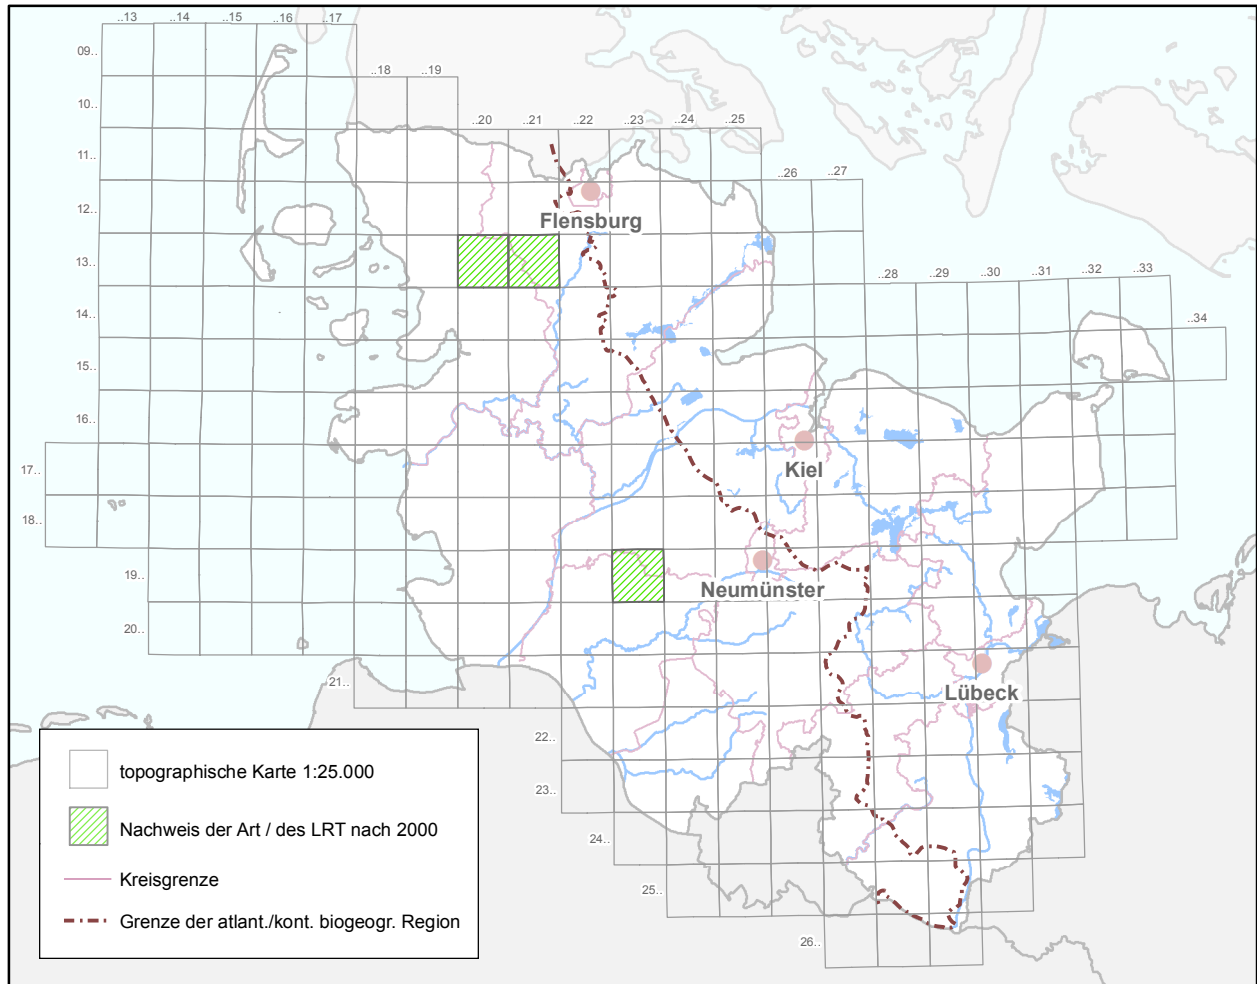 ..13 ..14 ..15 ..16 ..17
09..
..18 ..19
10..
..20 ..21 ..22 ..23 ..24 ..25
11..
..26 ..27
12..
Flensburg
13..
..28 ..29 ..30 ..31 ..32 ..33
14..
..34
15..
16..
Kiel
17..
18..
19..
Neumünster
20..
21..
Lübeck
22..
23..
24..
25..
26..
topographische Karte 1:25.000
Nachweis der Art / des LRT nach 2000
Kreisgrenze
Grenze der atlant./kont. biogeogr. Region